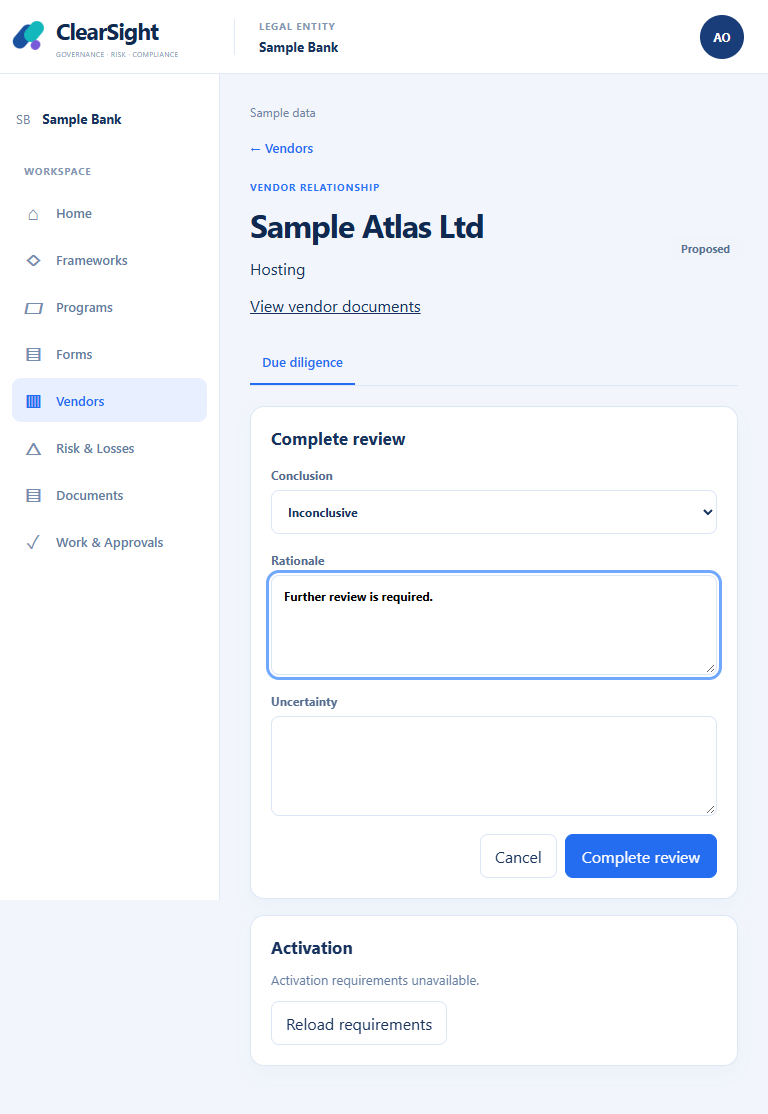 ClearSight
GOVERNANCE · RISK · COMPLIANCE
LEGAL ENTITY
Sample Bank
AO
SB Sample Bank
WORKSPACE
Home
Frameworks
Programs
Forms
Vendors
Risk & Losses
Documents
Work & Approvals
Sample data
← Vendors
VENDOR RELATIONSHIP
Sample Atlas Ltd
Proposed
Hosting
View vendor documents
Due diligence
Complete review
Conclusion
Inconclusive
Rationale
Further review is required.
Uncertainty
Cancel
Complete review
Activation
Activation requirements unavailable.
Reload requirements